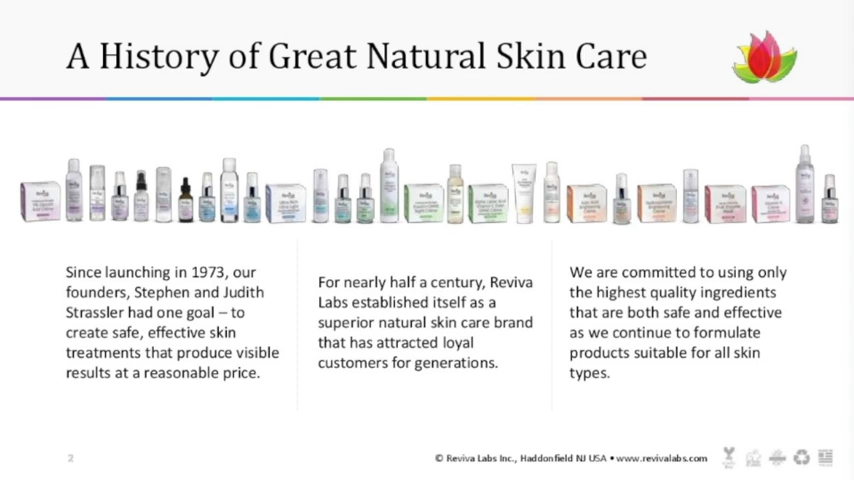 A History of Great Natural Skin Care
Since launching in 1973, our
founders, Stephen and Judith
Strassler had one goal – to
create safe, effective skin
treatments that produce visible
results at a reasonable price.
For nearly half a century, Reviva
Labs established itself as a
superior natural skin care brand
that has attracted loyal
customers for generations.
We are committed to using only
the highest quality ingredients
that are both safe and effective
as we continue to formulate
products suitable for all skin
types.
2
© Reviva Labs Inc., Haddonfield NJ USA • www.revivalabs.com